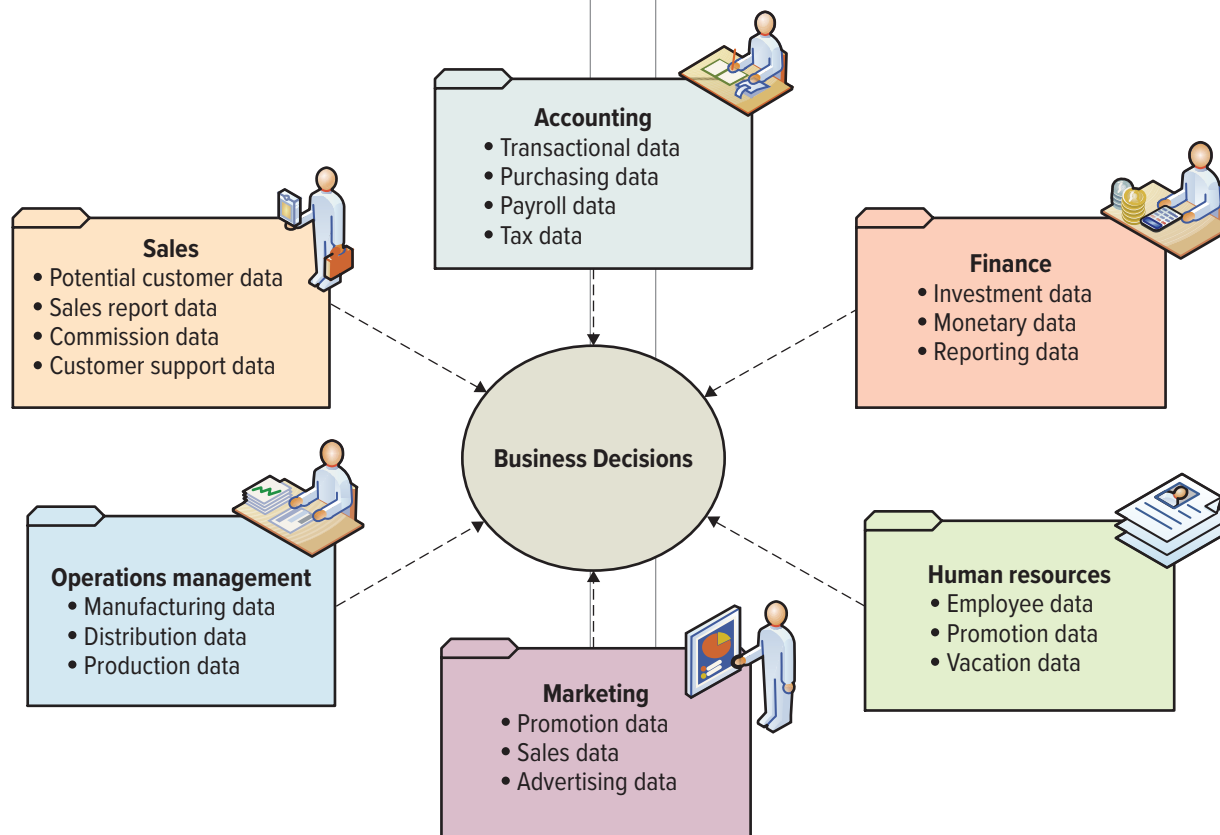 Accounting
• Transactional data
• Purchasing data
• Payroll data
• Tax data
Sales
• Potential customer data
• Sales report data
• Commission data
• Customer support data
Finance
• Investment data
• Monetary data
• Reporting data
Business Decisions
Operations management
• Manufacturing data
• Distribution data
• Production data
Human resources
• Employee data
• Promotion data
• Vacation data
Marketing
• Promotion data
• Sales data
• Advertising data